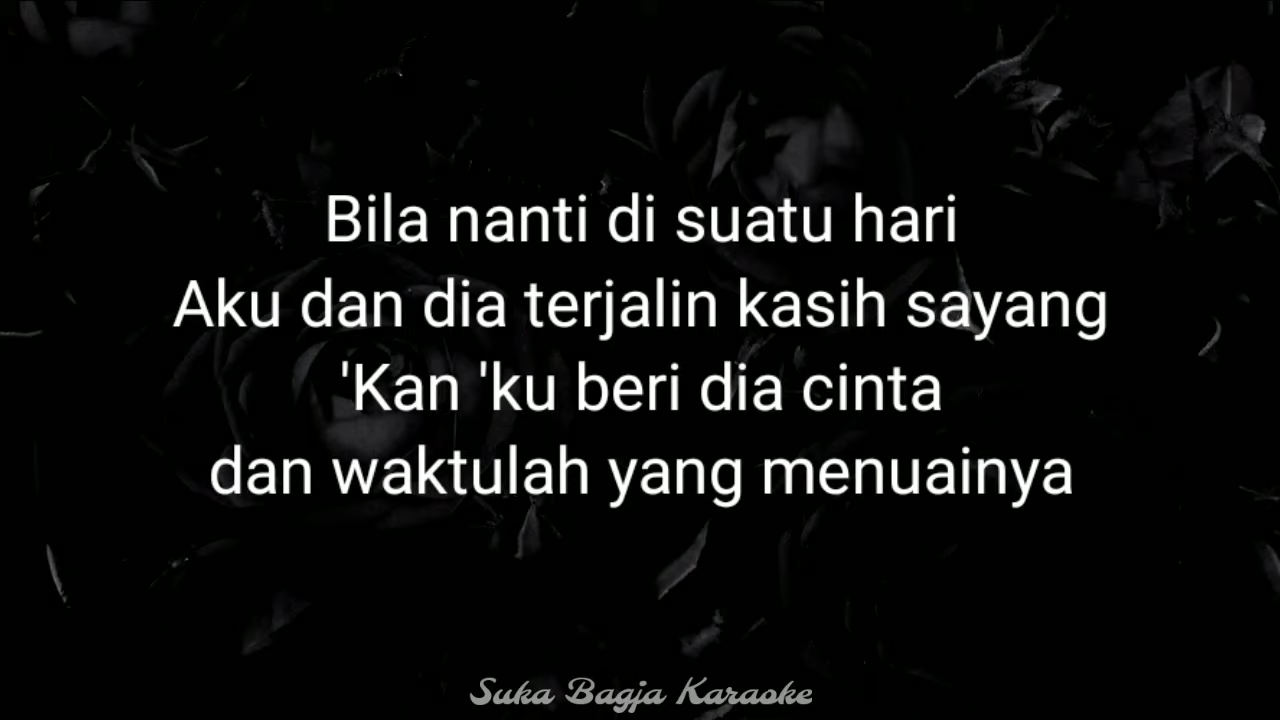 Bila nanti di suatu hari
Aku dan dia terjalin kasih sayang
'Kan 'ku beri dia cinta
dan waktulah yang menuainya
Suka Bagja Karaoke